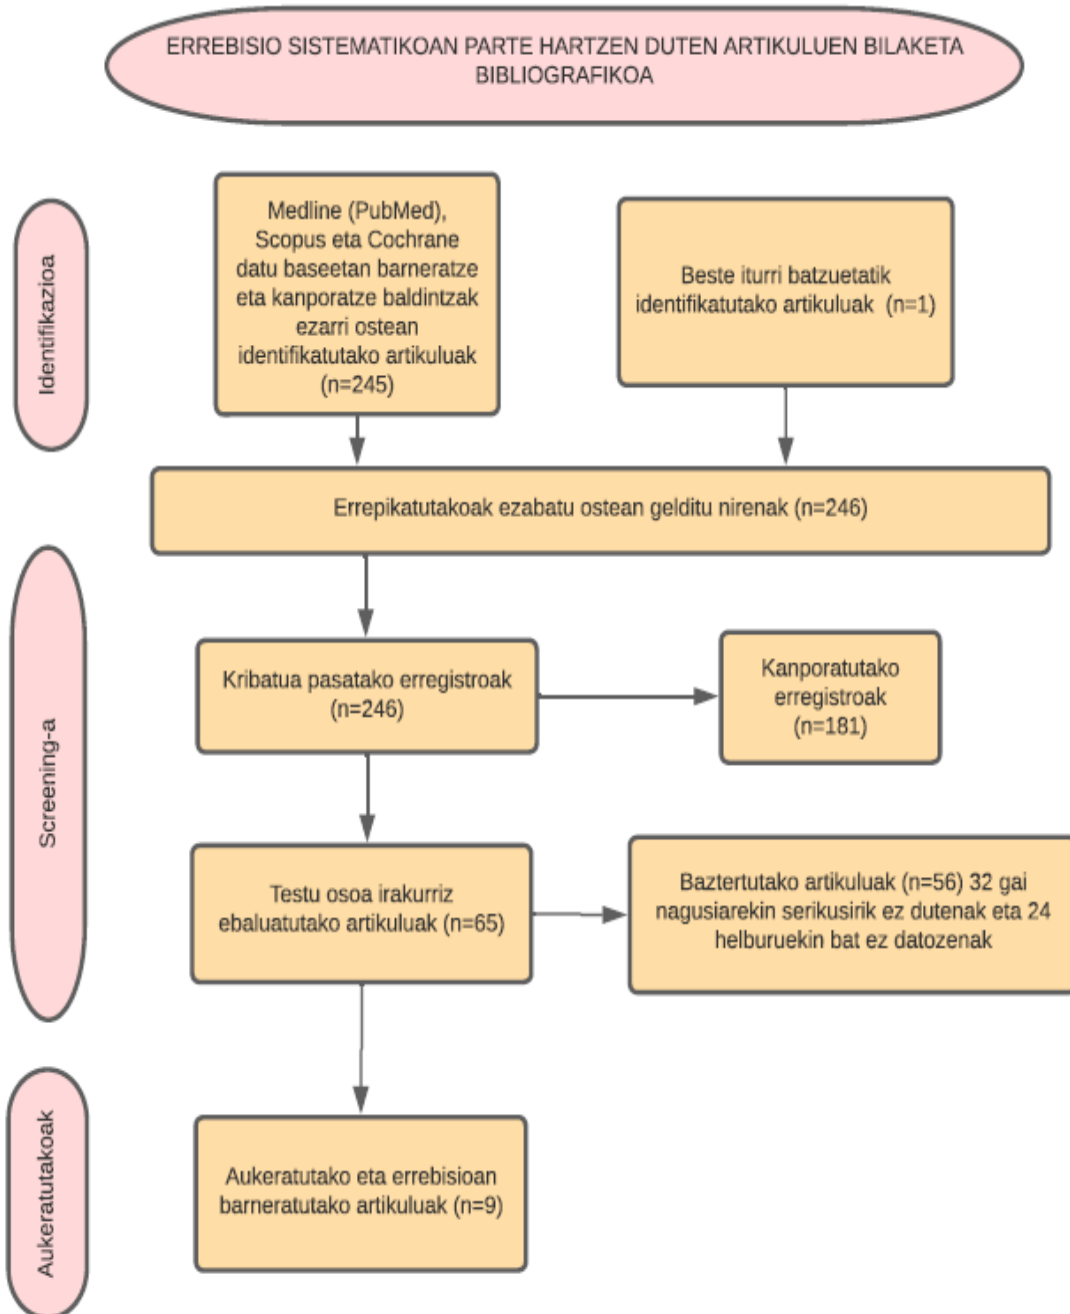 ERREBISIO SISTEMATIKOAN PARTE HARTZEN DUTEN ARTIKULUEN BILAKETA
BIBLIOGRAFIKOA
Identifikazioa
Medline (PubMed),
Scopus eta Cochrane
datu baseetan barneratze
eta kanporatze baldintzak
ezarri ostean
identifikatutako artikuluak
(n=245)
Beste iturri batzuetatik
identifikatutako artikuluak (n=1)
Errepikatutakoak ezabatu ostean gelditu nirenak (n=246)
Screening-a
Kribatua pasatako erregistroak
(n=246)
Kanporatutako
erregistroak
(n=181)
Testu osoa irakurriz
ebaluatutako artikuluak (n=65)
Baztertutako artikuluak (n=56) 32 gai
nagusiarekin serikusirik ez dutenak eta 24
helburuekin bat ez datozenak
Aukeratutakoak
Aukeratutako eta errebisioan
barneratutako artikuluak (n=9)